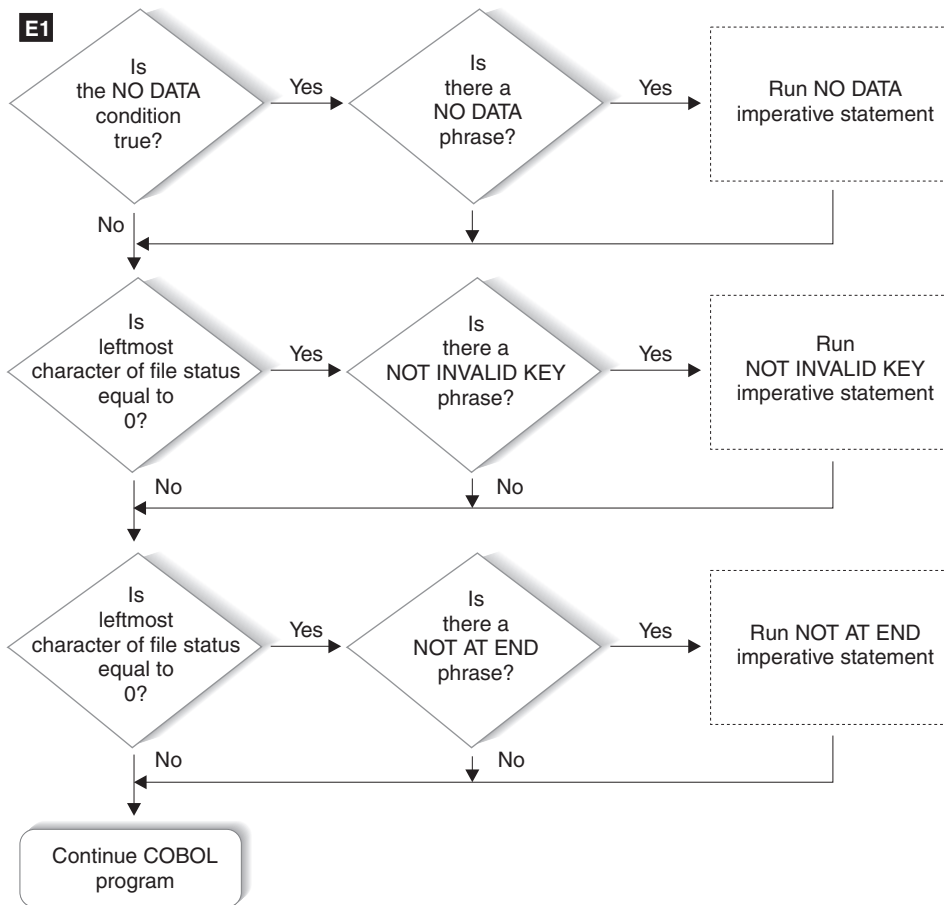 E1
Is
the NO DATA
condition
true?
Yes
Is
there a
NO DATA
phrase?
Yes
Run NO DATA
imperative statement
No
Is
leftmost
character of file status
equal to
0?
Yes
Is
there a
NOT INVALID KEY
phrase?
Yes
Run
NOT INVALID KEY
imperative statement
No
No
Is
leftmost
character of file status
equal to
0?
Yes
Is
there a
NOT AT END
phrase?
Yes
Run NOT AT END
imperative statement
No
No
Continue COBOL
program